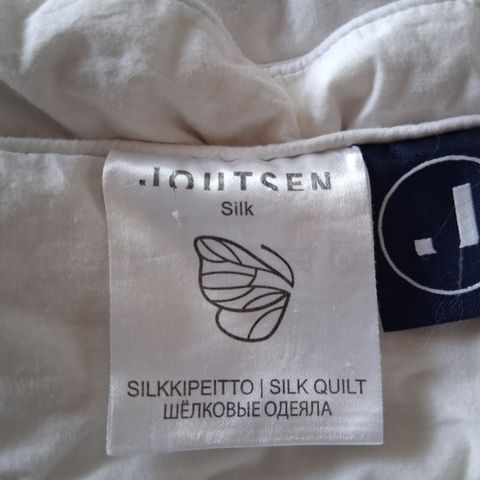 JOUTSEN
Silk
SILKKIPEITTO | SILK QUILT
ШЁЛКОВЫЕ ОДЕЯЛА